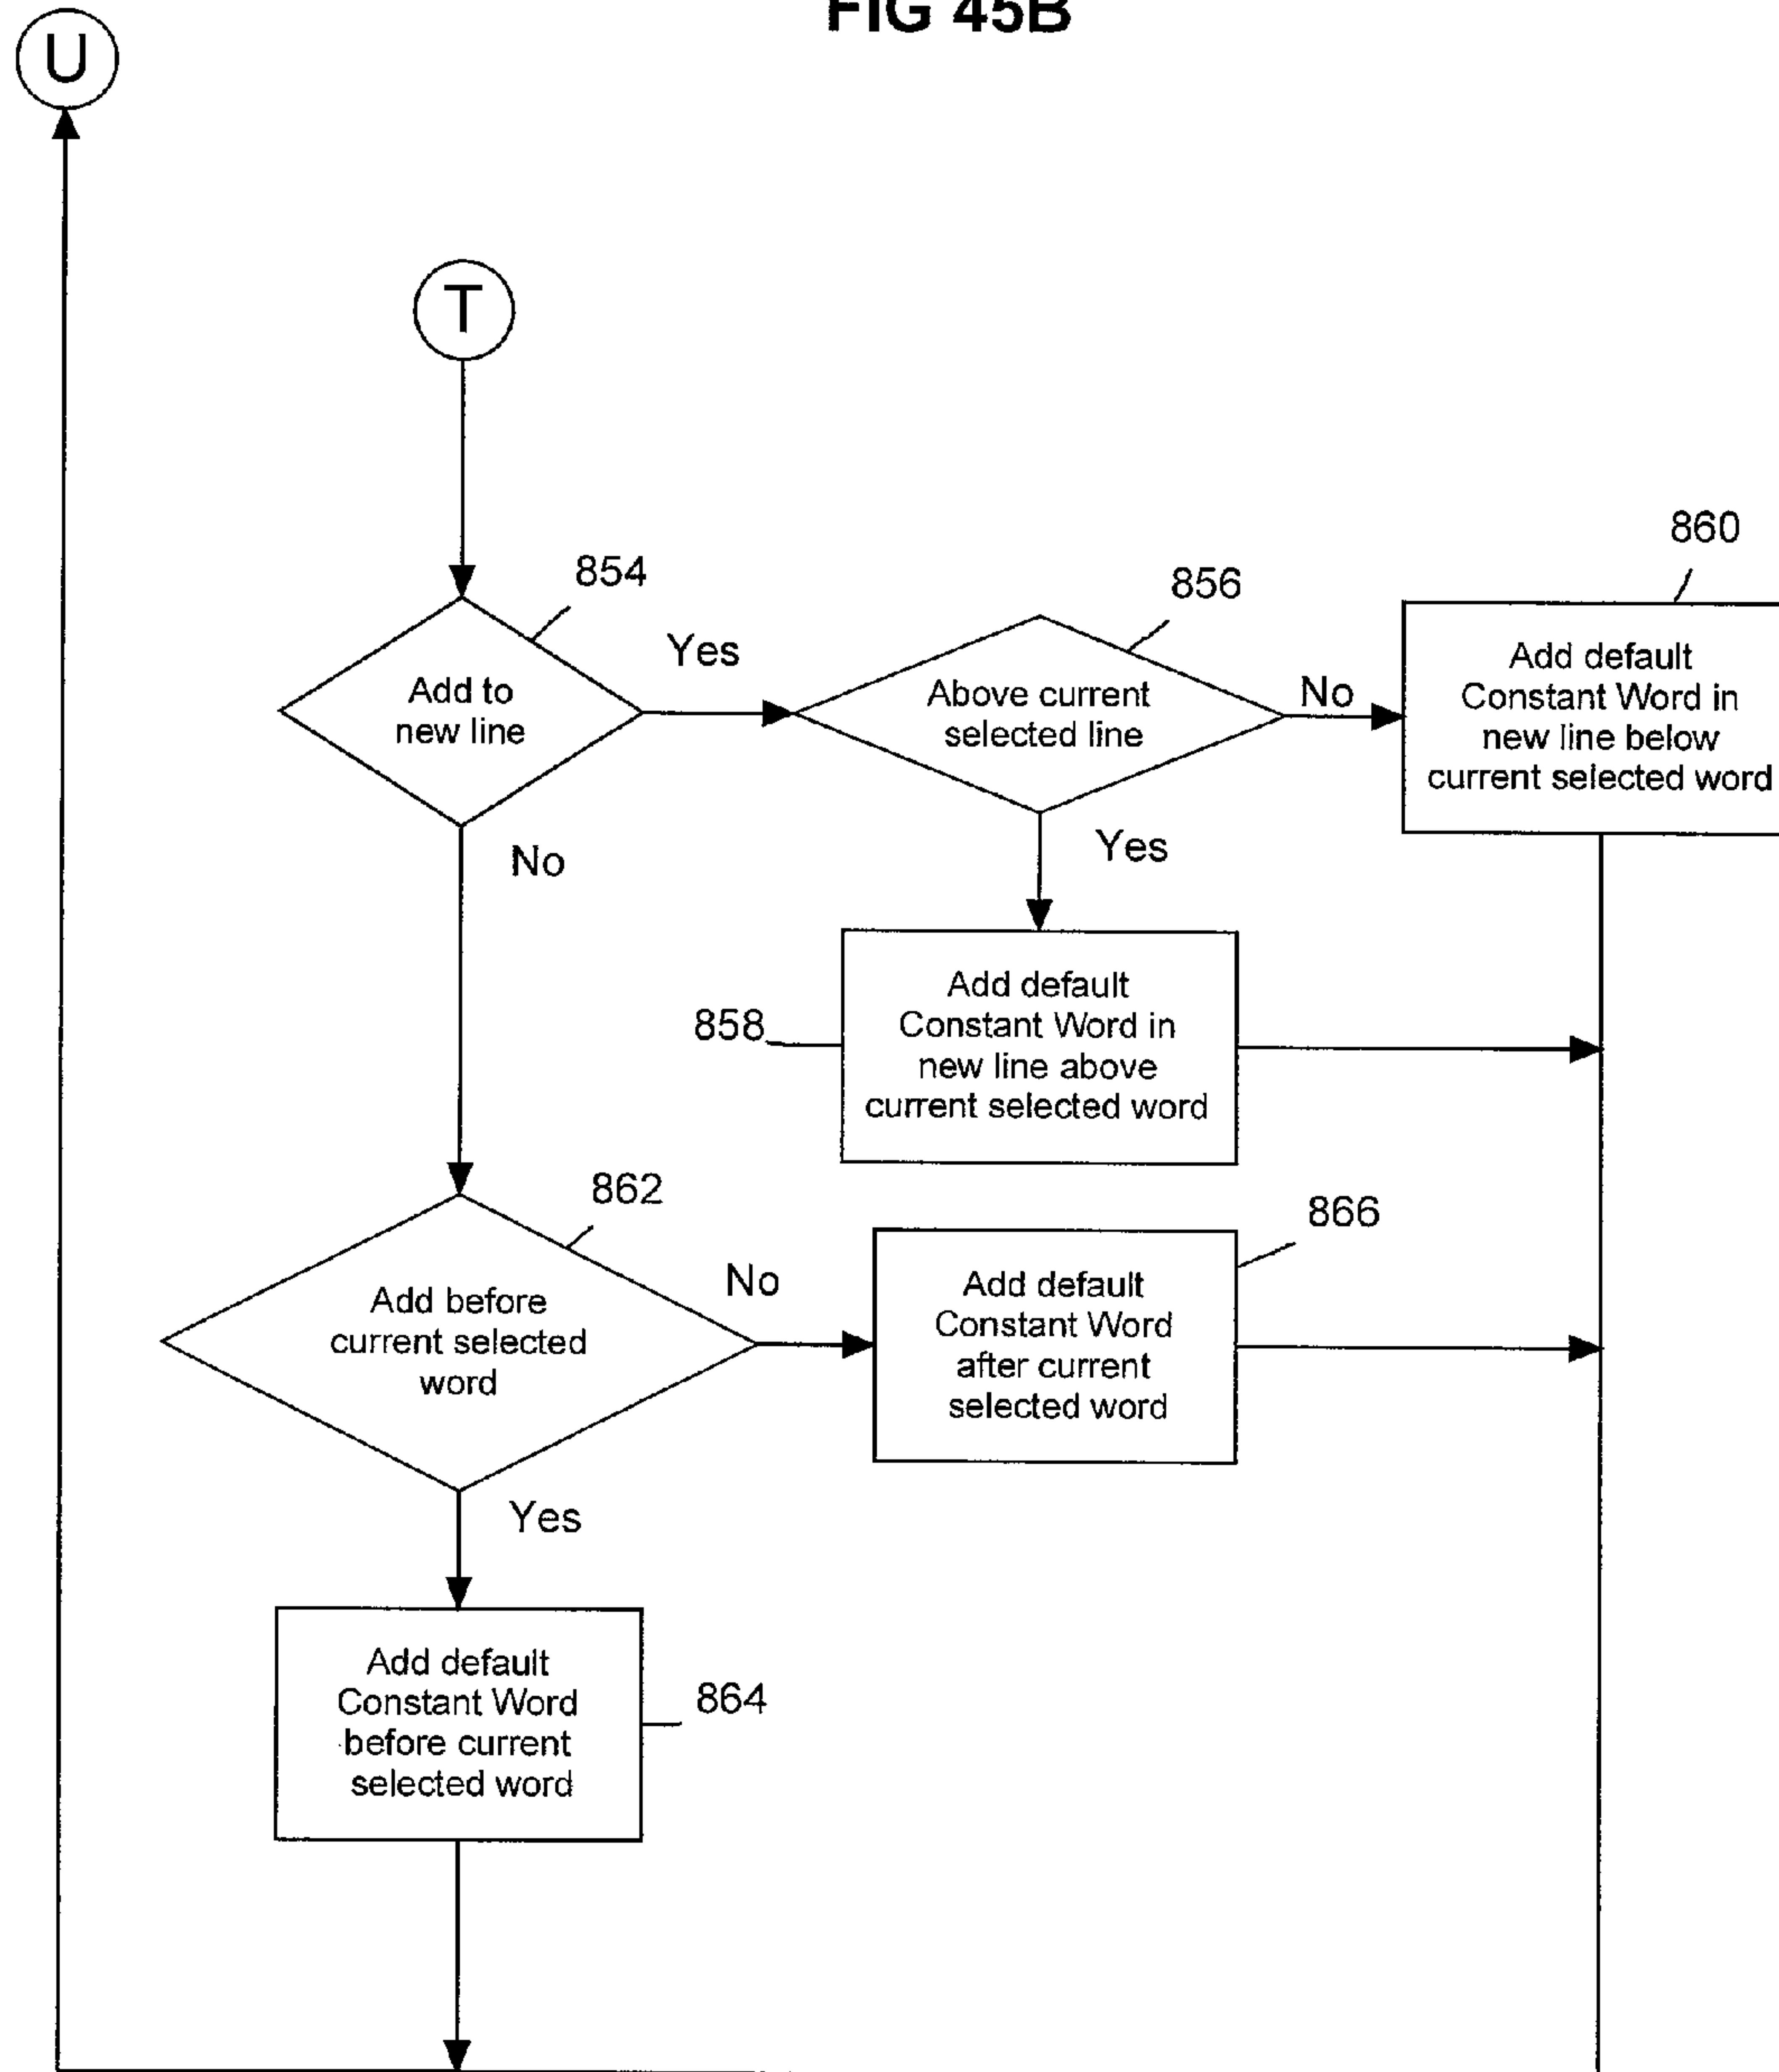 FIG 45B
U
T
854
Add to
new line
Yes
No
856
Above current
selected line
No
Yes
860
Add default
Constant Word in
new line below
current selected word
858
Add default
Constant Word in
new line above
current selected word
862
Add before
current selected
word
No
Yes
866
Add default
Constant Word
after current
selected word
864
Add default
Constant Word
before current
selected word